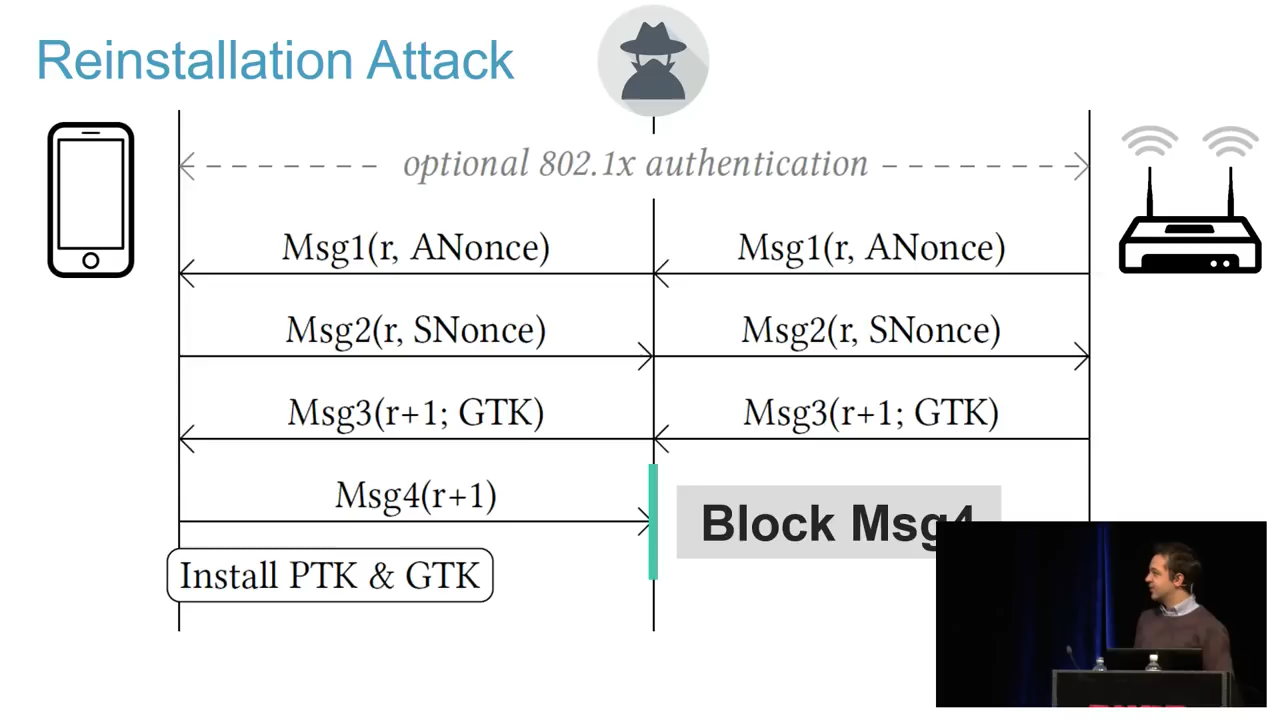 Reinstallation Attack
optional 802.1x authentication
Msg1(r, ANonce) Msg1(r, ANonce)
Msg2(r, SNonce) Msg2(r, SNonce)
Msg3(r+1; GTK) Msg3(r+1; GTK)
Msg4(r+1)
Block Msg4
Install PTK & GTK